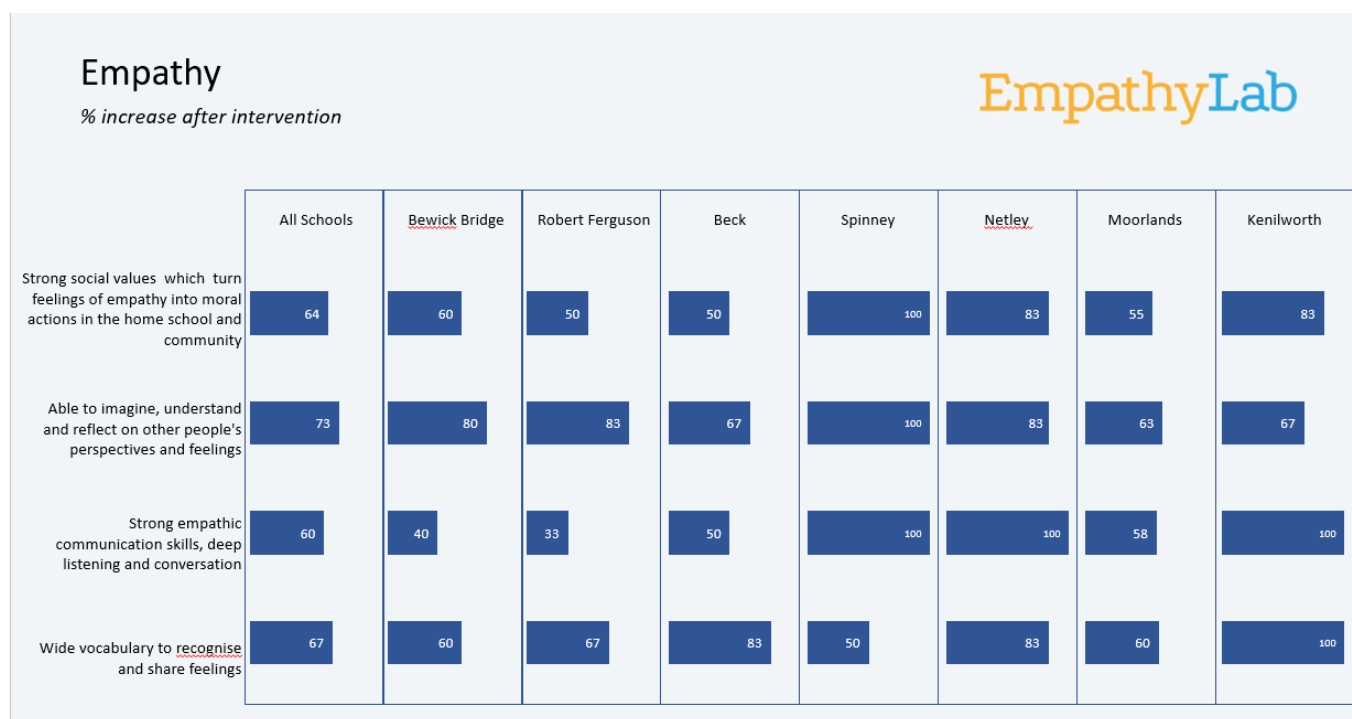 Empathy
EmpathyLab
% increase after intervention
All Schools Bewick Bridge Robert Ferguson Beck Spinney Netley Moorlands Kenilworth
Strong social values which turn
feelings of empathy into moral
actions in the home school and
community
64 60 50 50 100 83 55 83
Able to imagine, understand
and reflect on other people's
perspectives and feelings
73 80 83 67 100 83 63 67
Strong empathic
communication skills, deep
listening and conversation
60 40 33 50 100 100 58 100
Wide vocabulary to recognise
and share feelings
67 60 67 83 50 83 60 100